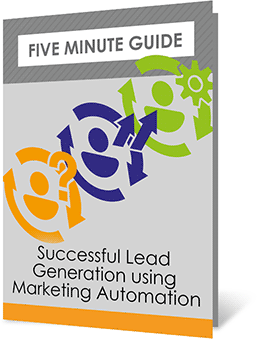 FIVE MINUTE GUIDE
?
Successful Lead
Generation using
Marketing Automation